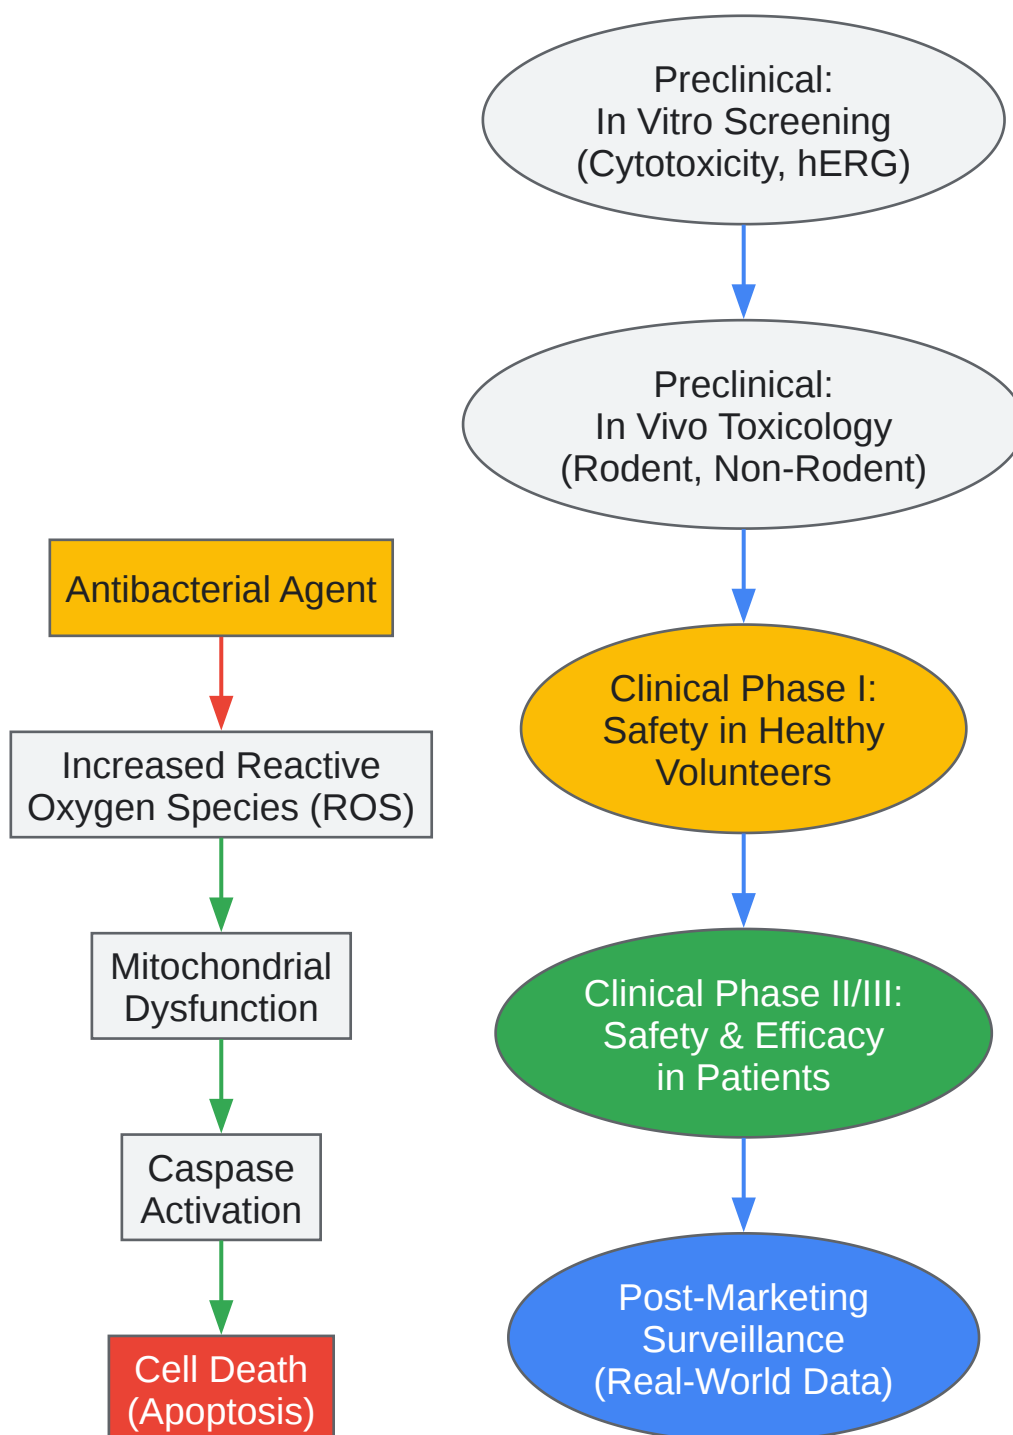 Preclinical:
In Vitro Screening
(Cytotoxicity, hERG)
Preclinical:
In Vivo Toxicology
(Rodent, Non-Rodent)
Clinical Phase I:
Safety in Healthy
Volunteers
Clinical Phase II/III:
Safety & Efficacy
in Patients
Post-Marketing
Surveillance
(Real-World Data)
Antibacterial Agent
Increased Reactive
Oxygen Species (ROS)
Mitochondrial
Dysfunction
Caspase
Activation
Cell Death
(Apoptosis)